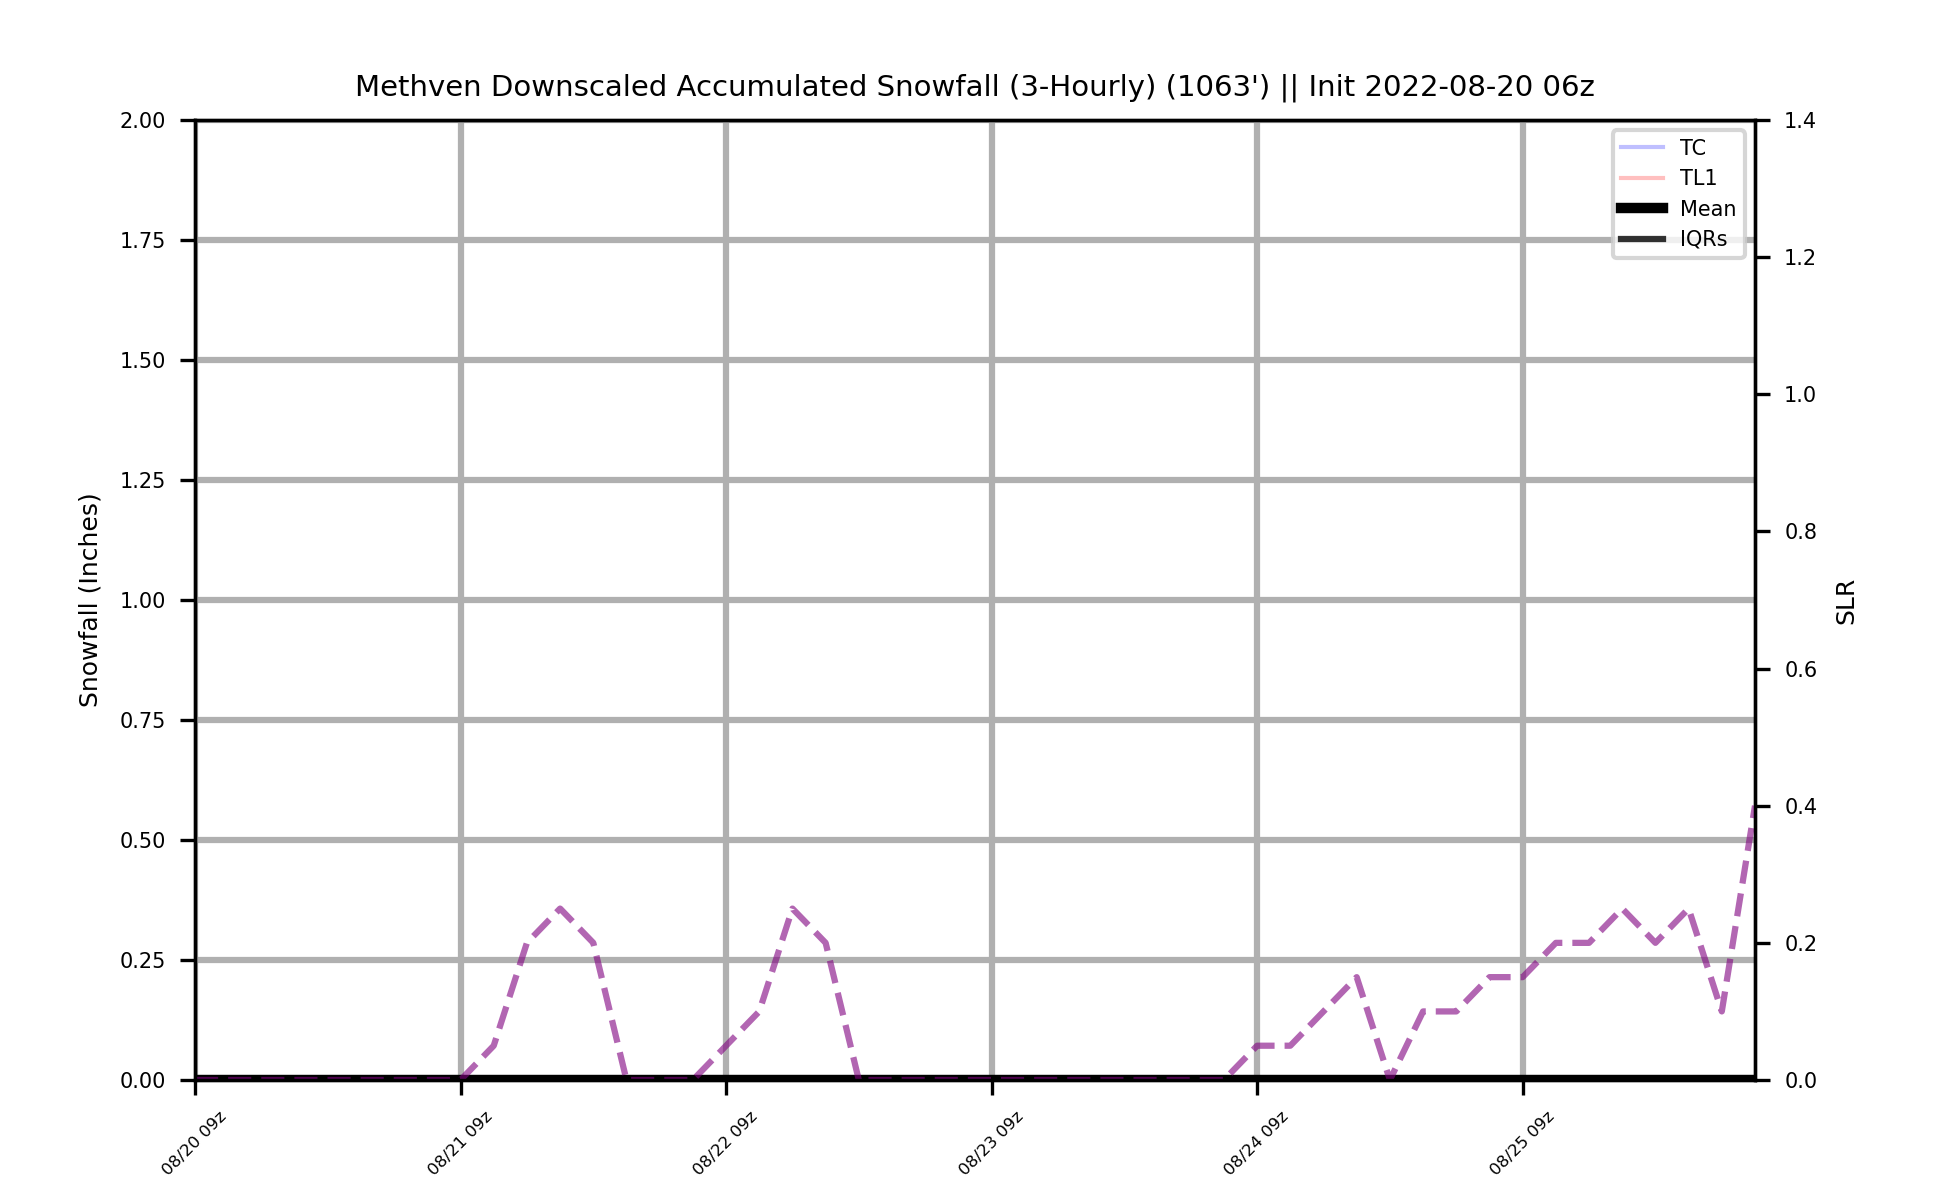 Methven Downscaled Accumulated Snowfall (3-Hourly) (1063') || Init 2022-08-20 06z
2.00
1.75
1.50
1.25
1.00
0.75
0.50
0.25
0.00
Snowfall (Inches)
1.4
1.2
1.0
0.8
0.6
0.4
0.2
0.0
SLR
TC
TL1
Mean
IQRs
08/20 09z
08/21 09z
08/22 09z
08/23 09z
08/24 09z
08/25 09z